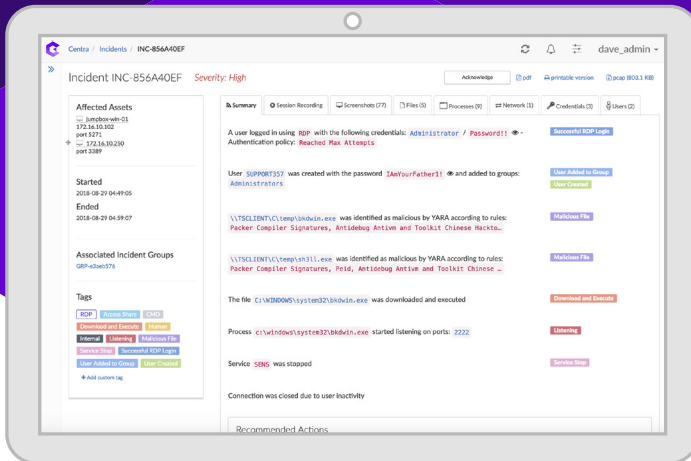 Centra / Incidents / INC-856A40EF
dave_admin
Incident INC-856A40EF Severity: High
Acknowledge
pdf
printable version
pcap (803.1 KB)
Affected Assets
jumpbox-win-01
172.16.10.102
port 5271
172.16.10.250
port 3389
Started
2018-08-29 04:49:05
Ended
2018-08-29 04:59:07
Associated Incident Groups
GRP-e3aeb576
Tags
RDP Access Share CMD
Download and Execute Human
Internal Listening Malicious File
Service Stop Successful RDP Login
User Added to Group User Created
+ Add custom tag
Summary Session Recording Screenshots (77) Files (5) Processes (9) Network (1) Credentials (3) Users (2)
A user logged in using RDP with the following credentials: Administrator / Password!! -
Authentication policy: Reached Max Attempts
Successful RDP Login
User SUPPORT357 was created with the password IAmYourFather1! and added to groups:
Administrators
User Added to Group
User Created
\\TSCLIENT\C\temp\bkdwin.exe was identified as malicious by YARA according to rules:
Packer Compiler Signatures, Antidebug Antivm and Toolkit Chinese Hackto…
Malicious File
\\TSCLIENT\C\temp\sh3ll.exe was identified as malicious by YARA according to rules:
Packer Compiler Signatures, Peid, Antidebug Antivm and Toolkit Chinese …
Malicious File
The file C:\WINDOWS\system32\bkdwin.exe was downloaded and executed
Download and Execute
Process c:\windows\system32\bkdwin.exe started listening on ports: 2222
Listening
Service SENS was stopped
Service Stop
Connection was closed due to user inactivity
Recommended Actions